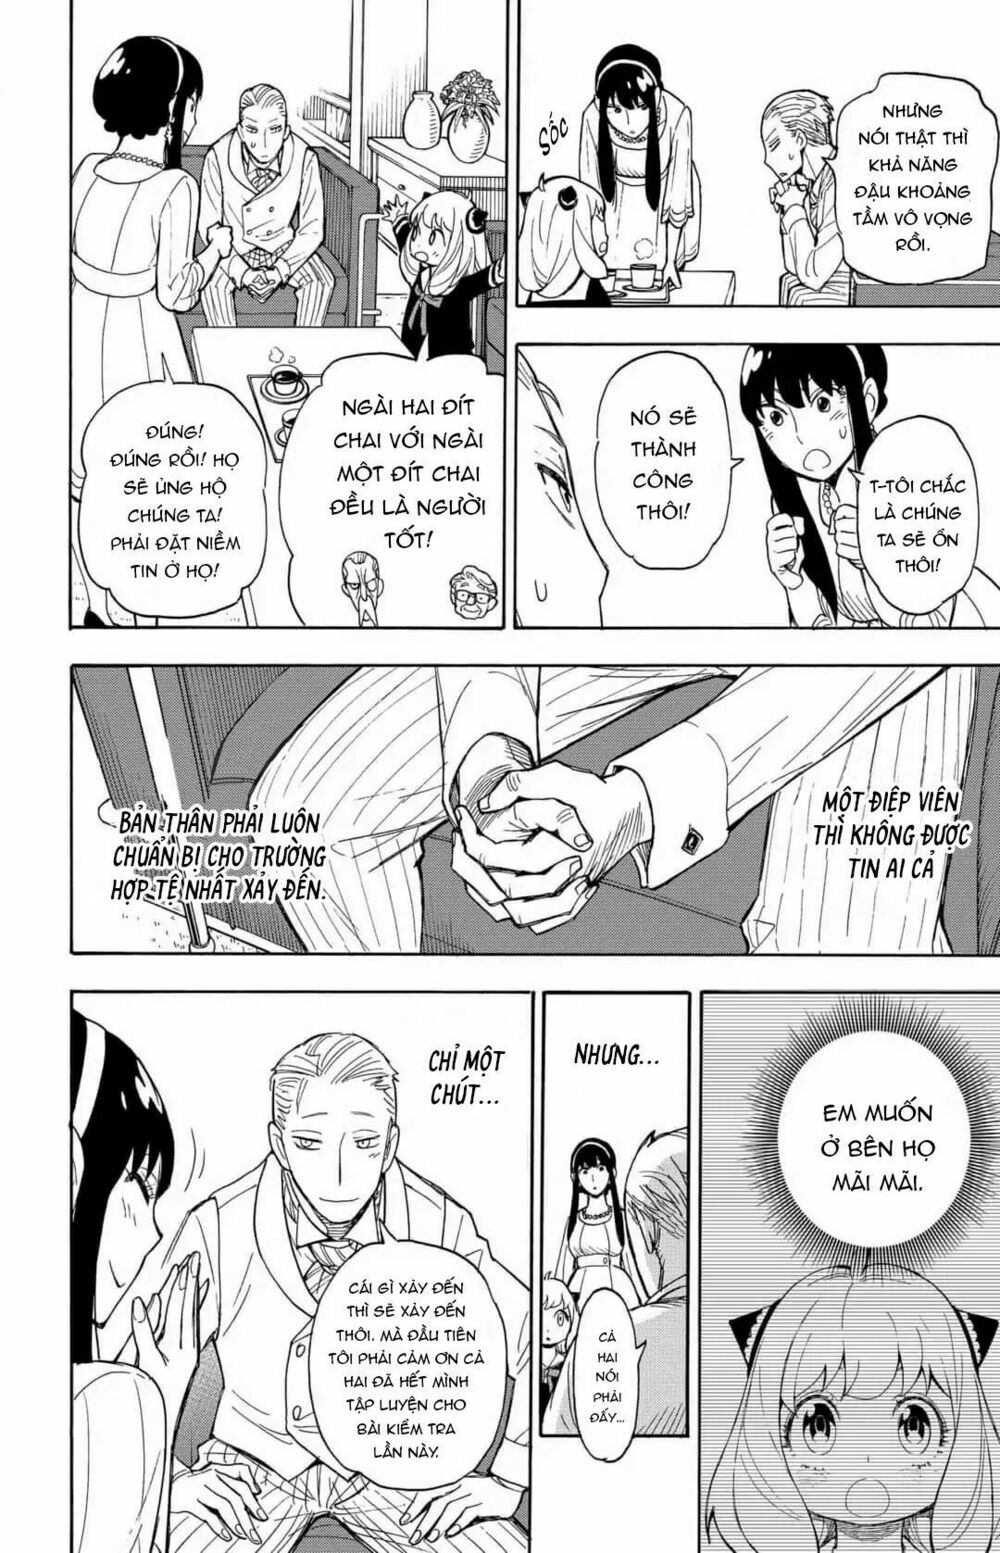 NHƯNG
NÓI THẬT THÌ
KHẢ NĂNG
ĐẬU KHOẢNG
TẦM VÔ VỌNG
RỒI.
SỐC
T-TÔI CHẮC
LÀ CHÚNG
TA SẼ ỔN
THÔI!
NÓ SẼ
THÀNH
CÔNG
THÔI!
NGÀI HAI ĐÍT
CHAI VỚI NGÀI
MỘT ĐÍT CHAI
ĐỀU LÀ NGƯỜI
TỐT!
ĐÚNG!
ĐÚNG RỒI! HỌ
SẼ ỦNG HỘ
CHÚNG TA!
PHẢI ĐẶT NIỀM
TIN Ở HỌ!
MỘT ĐIỆP VIÊN
THÌ KHÔNG ĐƯỢC
TIN AI CẢ
BẢN THÂN PHẢI LUÔN
CHUẨN BỊ CHO TRƯỜNG
HỢP TỆ NHẤT XẢY ĐẾN.
EM MUỐN
Ở BÊN HỌ
MÃI MÃI.
NHƯNG...
CẢ
HAI
NÓI
PHẢI
ĐẤY...
CHỈ MỘT
CHÚT...
CÁI GÌ XẢY ĐẾN
THÌ SẼ XẢY ĐẾN
THÔI. MÀ ĐẦU TIÊN
TÔI PHẢI CẢM ƠN CẢ
HAI ĐÃ HẾT MÌNH
TẬP LUYỆN CHO
BÀI KIỂM TRA
LẦN NÀY.